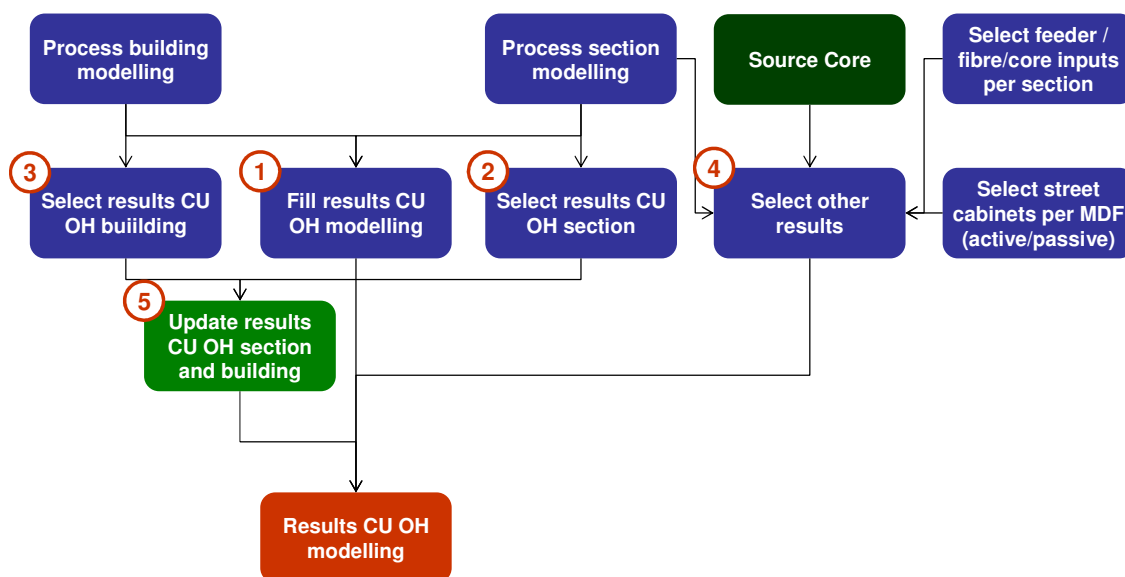 Process building
modelling
Process section
modelling
Source Core
Select feeder /
fibre/core inputs
per section
3
Select results CU
OH buiilding
1
Fill results CU
OH modelling
2
Select results CU
OH section
4
Select other
results
Select street
cabinets per MDF
(active/passive)
5
Update results
CU OH section
and building
Results CU OH
modelling